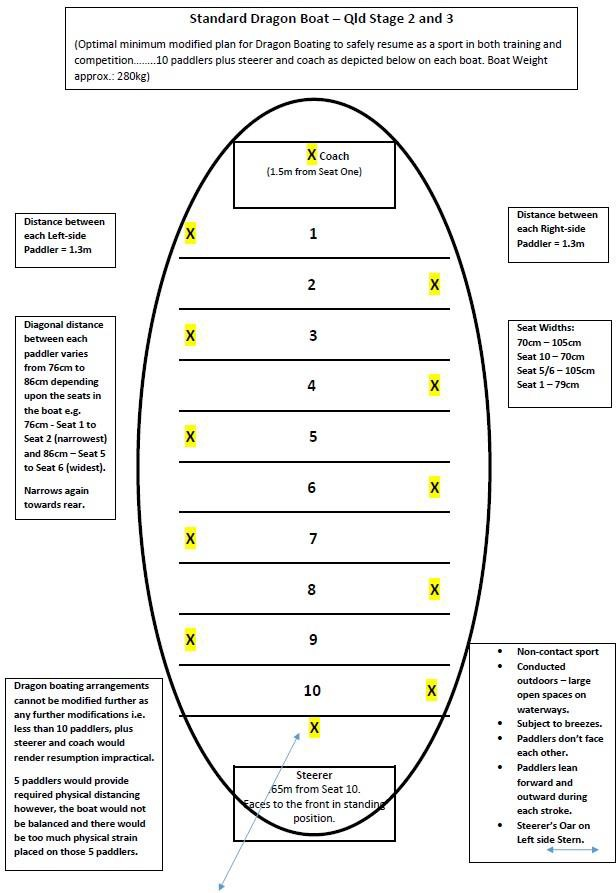 Standard Dragon Boat – Qld Stage 2 and 3
(Optimal minimum modified plan for Dragon Boating to safely resume as a sport in both training and
competition........10 paddlers plus steerer and coach as depicted below on each boat. Boat Weight
approx.: 280kg)
X Coach
(1.5m from Seat One)
Distance between
each Left-side
Paddler = 1.3m
Distance between
each Right-side
Paddler = 1.3m
X 1
2 X
Diagonal distance
between each
paddler varies
from 76cm to
86cm depending
upon the seats in
the boat e.g.
76cm - Seat 1 to
Seat 2 (narrowest)
and 86cm – Seat 5
to Seat 6 (widest).
Narrows again
towards rear.
Seat Widths:
70cm – 105cm
Seat 10 – 70cm
Seat 5/6 – 105cm
Seat 1 – 79cm
X 3
4 X
X 5
6 X
X 7
8 X
X 9
10 X
X
Dragon boating arrangements
cannot be modified further as
any further modifications i.e.
less than 10 paddlers, plus
steerer and coach would
render resumption impractical.
5 paddlers would provide
required physical distancing
however, the boat would not
be balanced and there would
be too much physical strain
placed on those 5 paddlers.
Steerer
.65m from Seat 10.
Faces to the front in standing
position.
• Non-contact sport
• Conducted
outdoors – large
open spaces on
waterways.
• Subject to breezes.
• Paddlers don't face
each other.
• Paddlers lean
forward and
outward during
each stroke.
• Steerer's Oar on
Left side Stern.